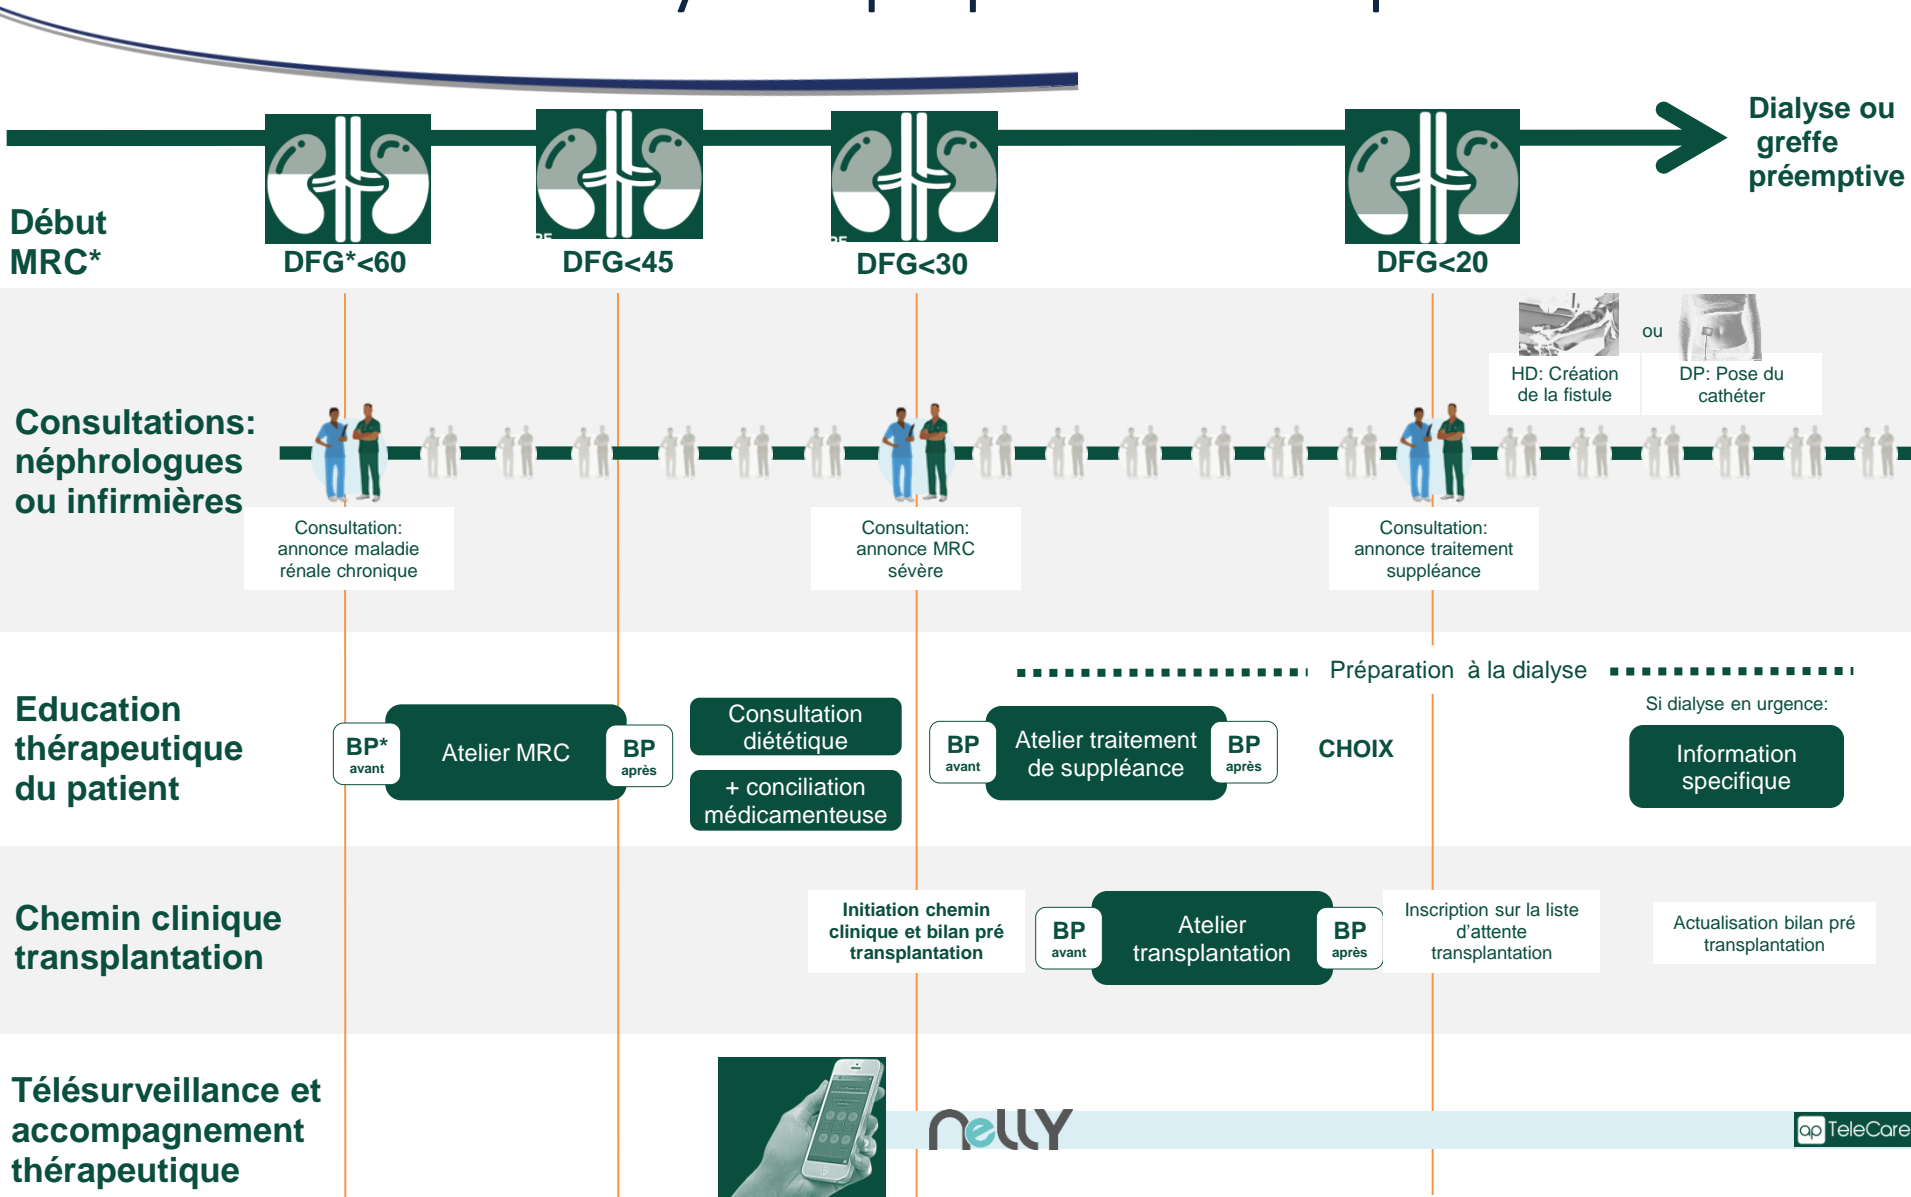 Dialyse ou
greffe
préemptive
Début
MRC*
DFG*<60
DFG<45
DFG<30
DFG<20
ou
HD: Création
de la fistule
DP: Pose du
cathéter
Consultations:
néphrologues
ou infirmières
Consultation:
annonce maladie
rénale chronique
Consultation:
annonce MRC
sévère
Consultation:
annonce traitement
suppléance
Préparation à la dialyse
Education
thérapeutique
du patient
BP*
avant
Atelier MRC
BP
après
Consultation
diététique
+ conciliation
médicamenteuse
BP
avant
Atelier traitement
de suppléance
BP
après
CHOIX
Si dialyse en urgence:
Information
specifique
Chemin clinique
transplantation
Initiation chemin
clinique et bilan pré
transplantation
BP
avant
Atelier
transplantation
BP
après
Inscription sur la liste
d'attente
transplantation
Actualisation bilan pré
transplantation
Télésurveillance et
accompagnement
thérapeutique
nelly
ap TeleCare